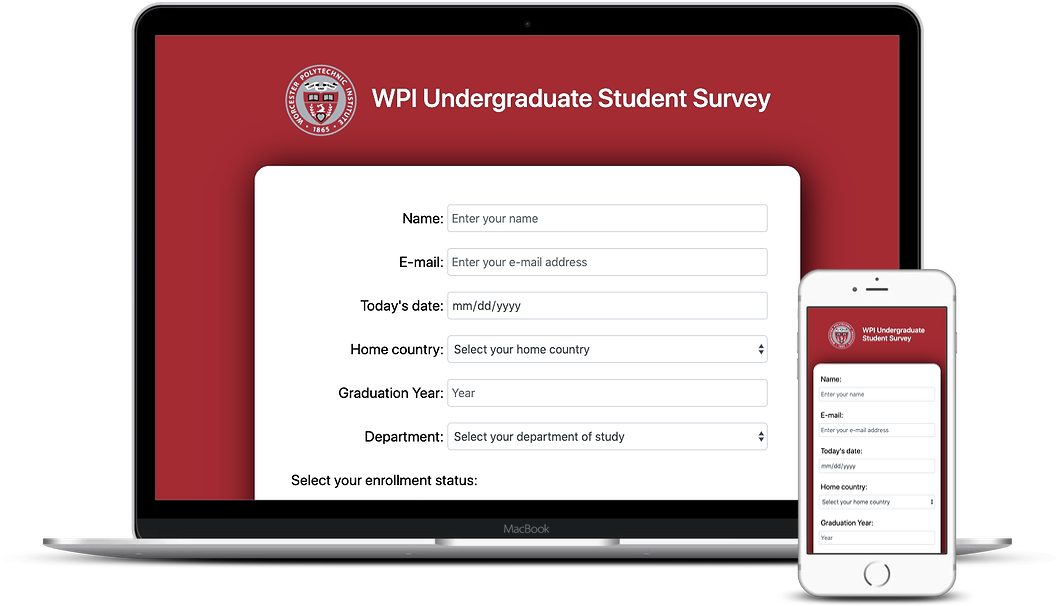 WORCESTER POLYTECHNIC INSTITUTE
1865
WPI Undergraduate Student Survey
Name:
Enter your name
E-mail:
Enter your e-mail address
Today's date:
mm/dd/yyyy
Home country:
Select your home country
Graduation Year:
Year
Department:
Select your department of study
Select your enrollment status:
MacBook
WPI Undergraduate
Student Survey
Name:
Enter your name
E-mail:
Enter your e-mail address
Today's date:
mm/dd/yyyy
Home country:
Select your home country
Graduation Year:
Year